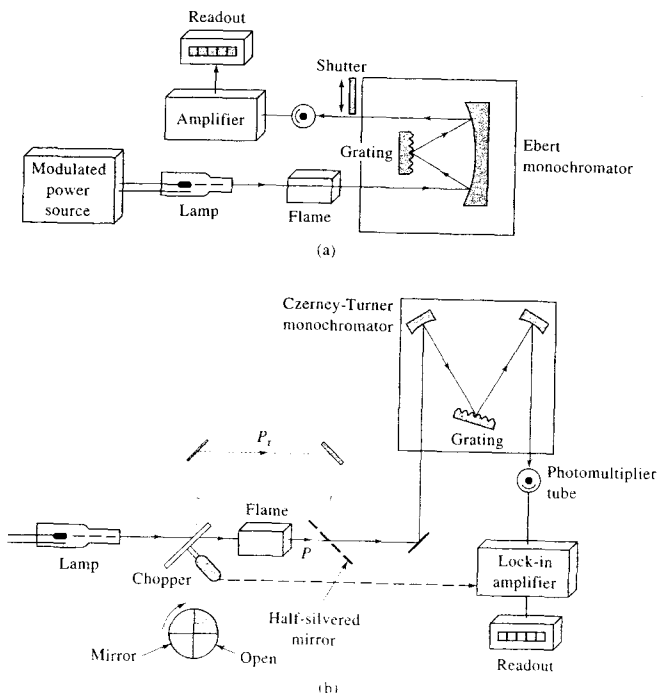 Readout
Shutter
Amplifier
Grating
Ebert
monochromator
Modulated
power
source
Lamp
Flame
(a)
Czerney-Turner
monochromator
Grating
P_r
Photomultiplier
tube
Flame
P
Lamp
Chopper
Lock-in
amplifier
Half-silvered
mirror
Mirror
Open
Readout
(b)